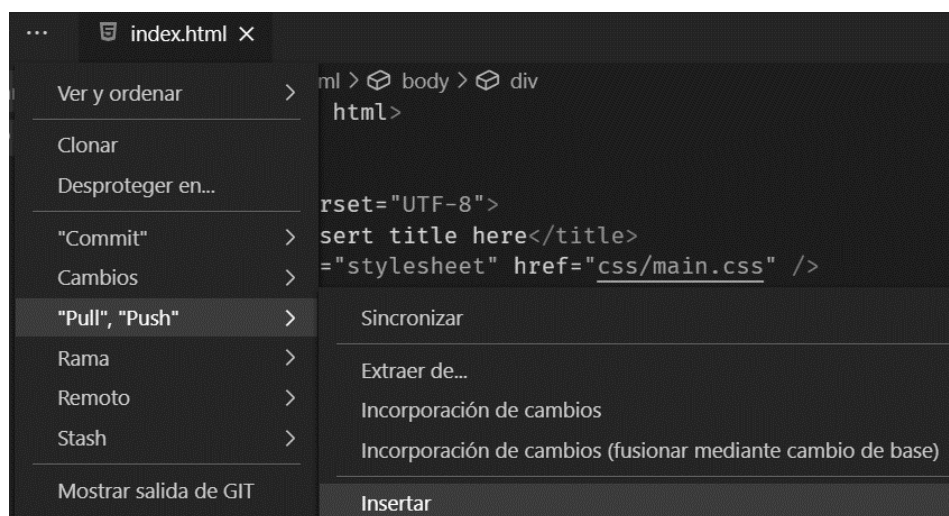 ··· index.html ×
Ver y ordenar >
Clonar
Desproteger en...
"Commit" >
Cambios >
"Pull", "Push" >
Rama >
Remoto >
Stash >
Mostrar salida de GIT
ml > body > div
html>
rset="UTF-8">
sert title here</title>
="stylesheet" href="css/main.css" />
Sincronizar
Extraer de...
Incorporación de cambios
Incorporación de cambios (fusionar mediante cambio de base)
Insertar